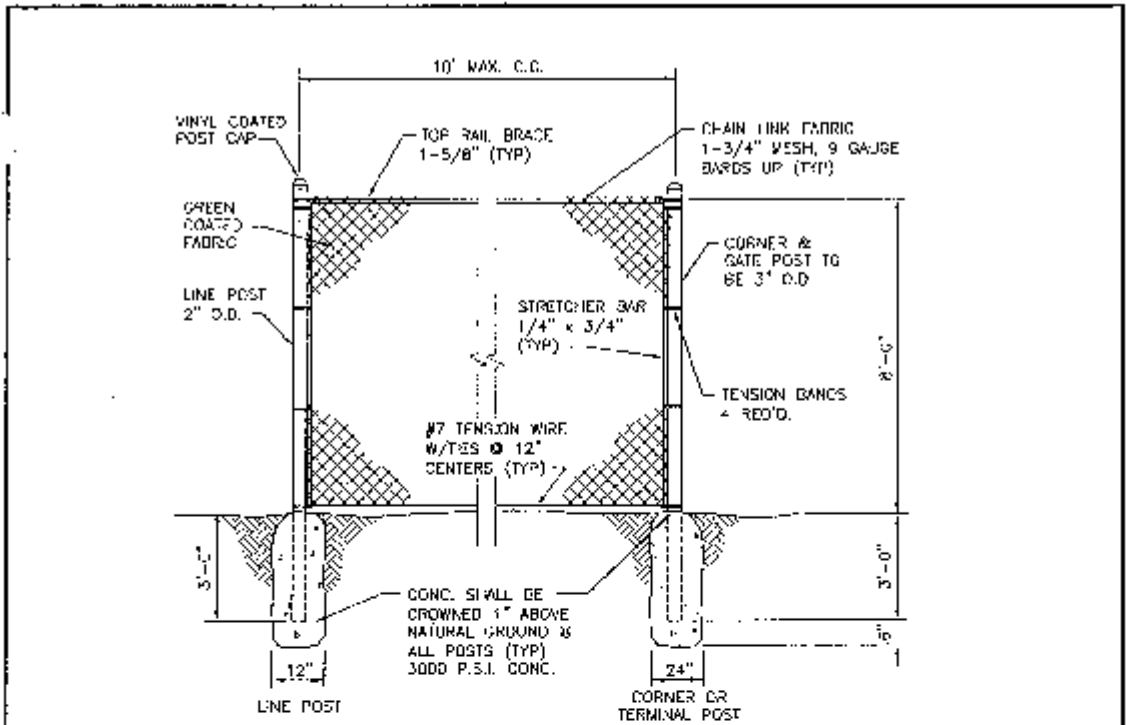 10' MAX. C.C.
VINYL COATED
POST CAP
TOP RAIL BRACE
1-5/8" (TYP)
CHAIN LINK FABRIC
1-3/4" MESH, 9 GAUGE
BARBS UP (TYP)
GREEN
COATED
FABRIC
CORNER &
GATE POST TO
BE 3" O.D.
LINE POST
2" O.D.
STRETCHER BAR
1/4" x 3/4"
(TYP)
TENSION BANDS
4 REQ'D.
#7 TENSION WIRE
W/TIES @ 12"
CENTERS (TYP)
3'-0"
3'-0"
CONC. SHALL BE
CROWNED 1" ABOVE
NATURAL GROUND @
ALL POSTS (TYP)
3000 P.S.I. CONC.
12"
24"
LINE POST
CORNER OR
TERMINAL POST